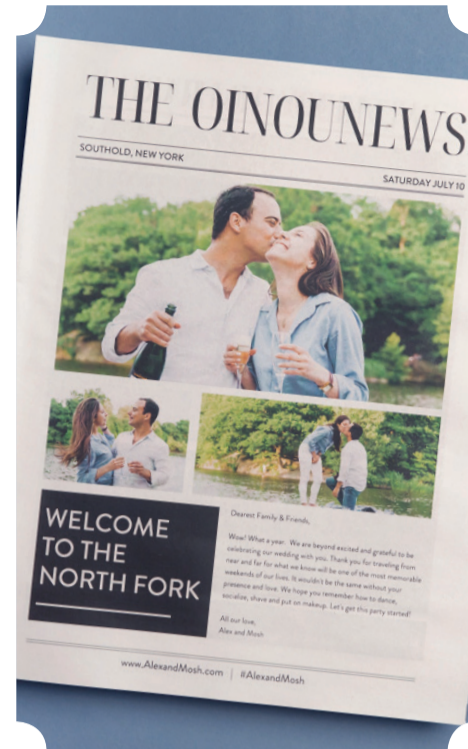 THE OINOUNEWS
SOUTHOLD, NEW YORK
SATURDAY JULY 10
WELCOME
TO THE
NORTH FORK
Dearest Family & Friends,
Wow! What a year. We are beyond excited and grateful to be
celebrating our wedding with you. Thank you for traveling from
near and far for what we know will be one of the most memorable
weekends of our lives. It wouldn't be the same without your
presence and love. We hope you remember how to dance,
socialize, shave and put on makeup. Let's get this party started!
All our love,
Alex and Mosh
www.AlexandMosh.com | #AlexandMosh